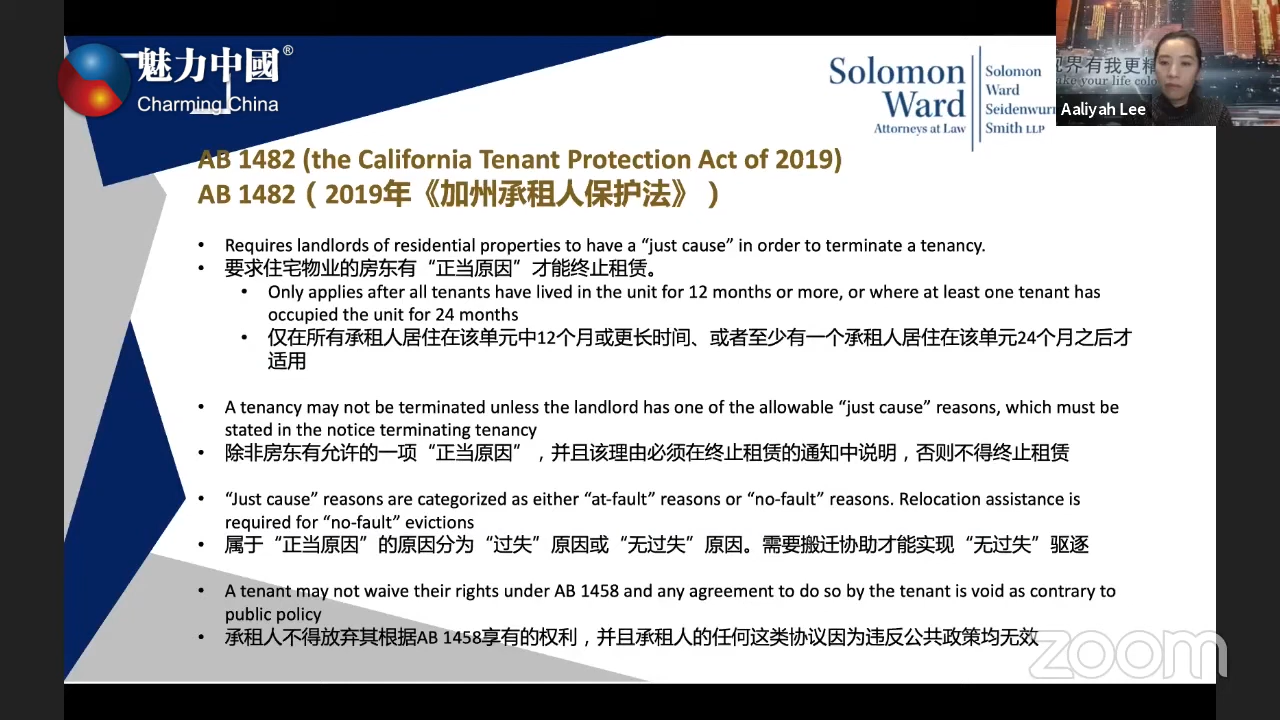 魅力中國®
Charming China
Solomon
Ward
Attorneys at Law
Solomon
Ward
Smith LLP
Aaliyah Lee
AB 1482 (the California Tenant Protection Act of 2019)
AB 1482（2019年《加州承租人保护法》）
• Requires landlords of residential properties to have a “just cause” in order to terminate a tenancy.
• 要求住宅物业的房东有“正当原因”才能终止租赁。
• Only applies after all tenants have lived in the unit for 12 months or more, or where at least one tenant has
occupied the unit for 24 months
• 仅在所有承租人居住在该单元中12个月或更长时间、或者至少有一个承租人居住在该单元24个月之后才
适用
• A tenancy may not be terminated unless the landlord has one of the allowable “just cause” reasons, which must be
stated in the notice terminating tenancy
• 除非房东有允许的一项“正当原因”，并且该理由必须在终止租赁的通知中说明，否则不得终止租赁
• “Just cause” reasons are categorized as either “at-fault” reasons or “no-fault” reasons. Relocation assistance is
required for “no-fault” evictions
• 属于“正当原因”的原因分为“过失”原因或“无过失”原因。需要搬迁协助才能实现“无过失”驱逐
• A tenant may not waive their rights under AB 1458 and any agreement to do so by the tenant is void as contrary to
public policy
• 承租人不得放弃其根据AB 1458享有的权利，并且承租人的任何这类协议因为违反公共政策均无效
zoom